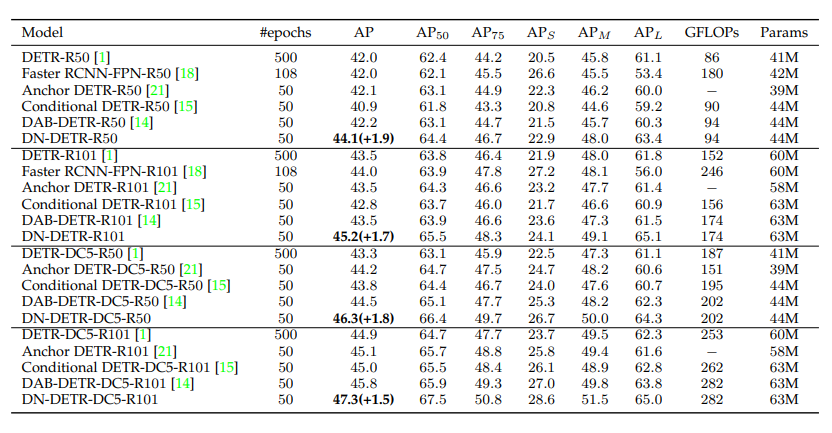 Model #epochs AP AP50 AP75 APS APM APL GFLOPs Params
DETR-R50 [1] 500 42.0 62.4 44.2 20.5 45.8 61.1 86 41M
Faster RCNN-FPN-R50 [18] 108 42.0 62.1 45.5 26.6 45.5 53.4 180 42M
Anchor DETR-R50 [21] 50 42.1 63.1 44.9 22.3 46.2 60.0 − 39M
Conditional DETR-R50 [15] 50 40.9 61.8 43.3 20.8 44.6 59.2 90 44M
DAB-DETR-R50 [14] 50 42.2 63.1 44.7 21.5 45.7 60.3 94 44M
DN-DETR-R50 50 44.1(+1.9) 64.4 46.7 22.9 48.0 63.4 94 44M
DETR-R101 [1] 500 43.5 63.8 46.4 21.9 48.0 61.8 152 60M
Faster RCNN-FPN-R101 [18] 108 44.0 63.9 47.8 27.2 48.1 56.0 246 60M
Anchor DETR-R101 [21] 50 43.5 64.3 46.6 23.2 47.7 61.4 − 58M
Conditional DETR-R101 [15] 50 42.8 63.7 46.0 21.7 46.6 60.9 156 63M
DAB-DETR-R101 [14] 50 43.5 63.9 46.6 23.6 47.3 61.5 174 63M
DN-DETR-R101 50 45.2(+1.7) 65.5 48.3 24.1 49.1 65.1 174 63M
DETR-DC5-R50 [1] 500 43.3 63.1 45.9 22.5 47.3 61.1 187 41M
Anchor DETR-DC5-R50 [21] 50 44.2 64.7 47.5 24.7 48.2 60.6 151 39M
Conditional DETR-DC5-R50 [15] 50 43.8 64.4 46.7 24.0 47.6 60.7 195 44M
DAB-DETR-DC5-R50 [14] 50 44.5 65.1 47.7 25.3 48.2 62.3 202 44M
DN-DETR-DC5-R50 50 46.3(+1.8) 66.4 49.7 26.7 50.0 64.3 202 44M
DETR-DC5-R101 [1] 500 44.9 64.7 47.7 23.7 49.5 62.3 253 60M
Anchor DETR-R101 [21] 50 45.1 65.7 48.8 25.8 49.4 61.6 − 58M
Conditional DETR-DC5-R101 [15] 50 45.0 65.5 48.4 26.1 48.9 62.8 262 63M
DAB-DETR-DC5-R101 [14] 50 45.8 65.9 49.3 27.0 49.8 63.8 282 63M
DN-DETR-DC5-R101 50 47.3(+1.5) 67.5 50.8 28.6 51.5 65.0 282 63M